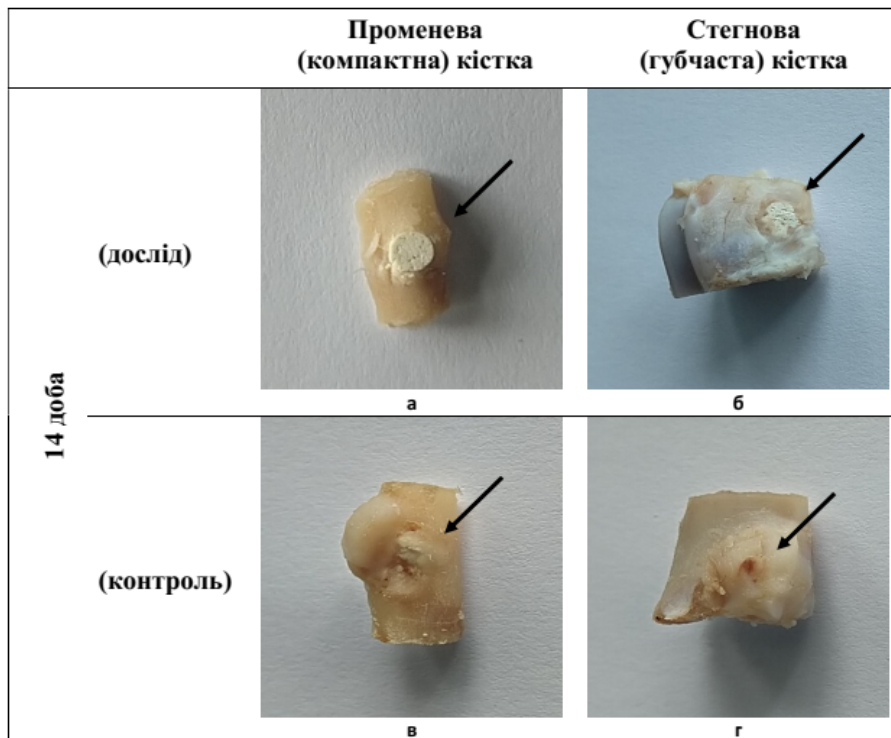 Променева
(компактна) кістка
Стегнова
(губчаста) кістка
14 доба
(дослід)
а
б
(контроль)
в
г